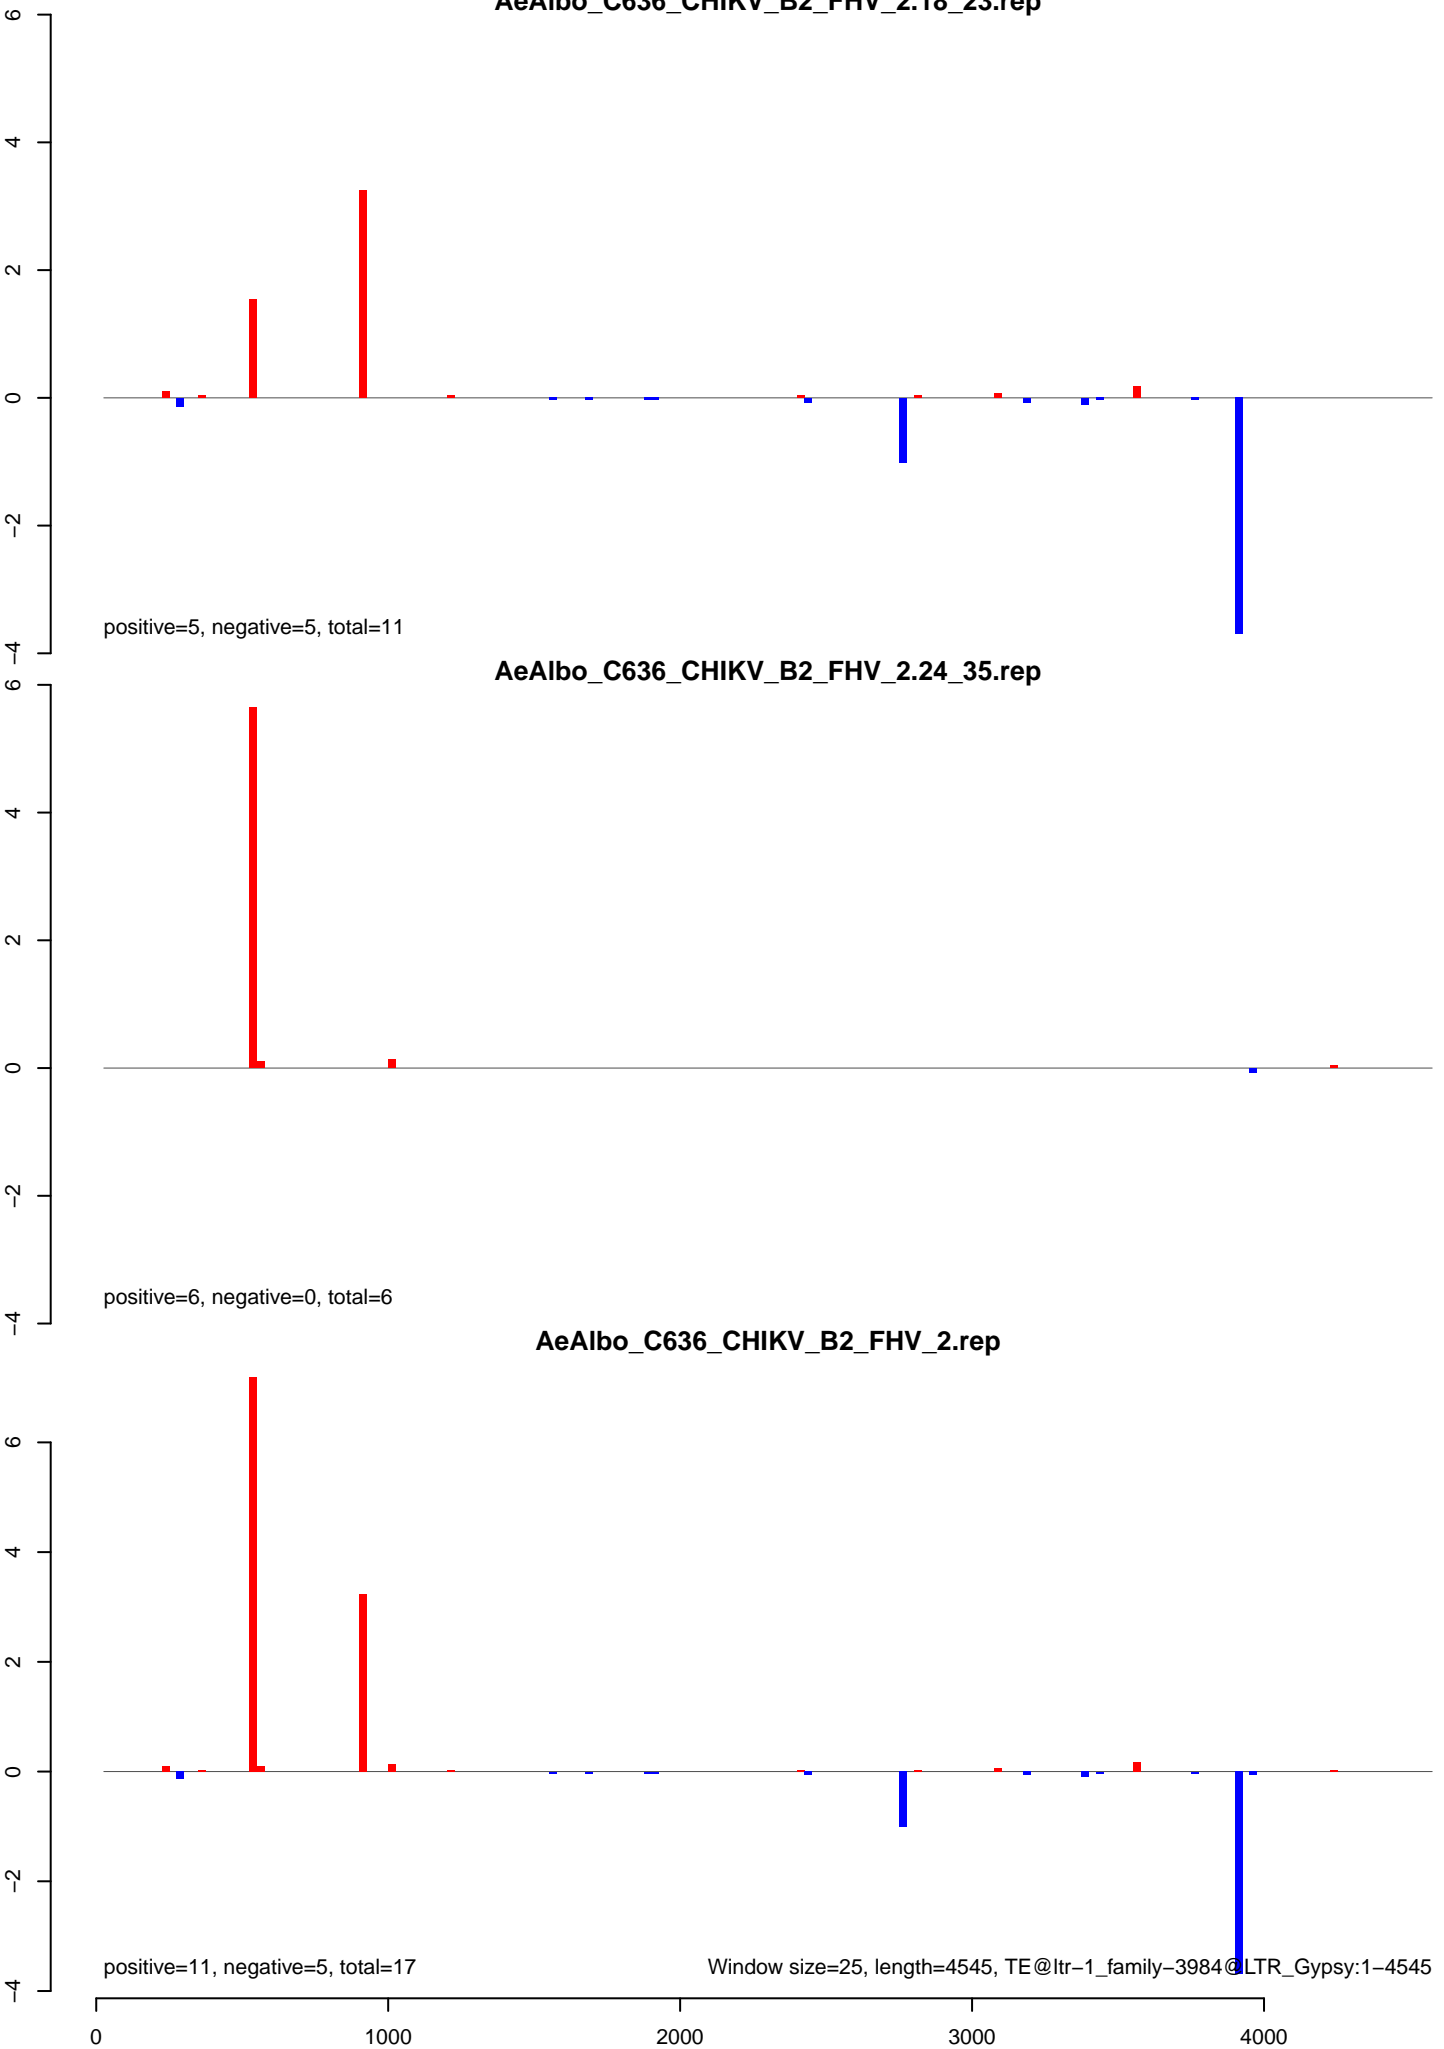 AeAlbo_C636_CHIKV_B2_FHV_2.18_23.rep
6
4
2
0
−2
−4
positive=5, negative=5, total=11
AeAlbo_C636_CHIKV_B2_FHV_2.24_35.rep
6
4
2
0
−2
−4
positive=6, negative=0, total=6
AeAlbo_C636_CHIKV_B2_FHV_2.rep
6
4
2
0
−2
−4
positive=11, negative=5, total=17
Window size=25, length=4545, TE@ltr−1_family−3984@LTR_Gypsy:1−4545
0 1000 2000 3000 4000